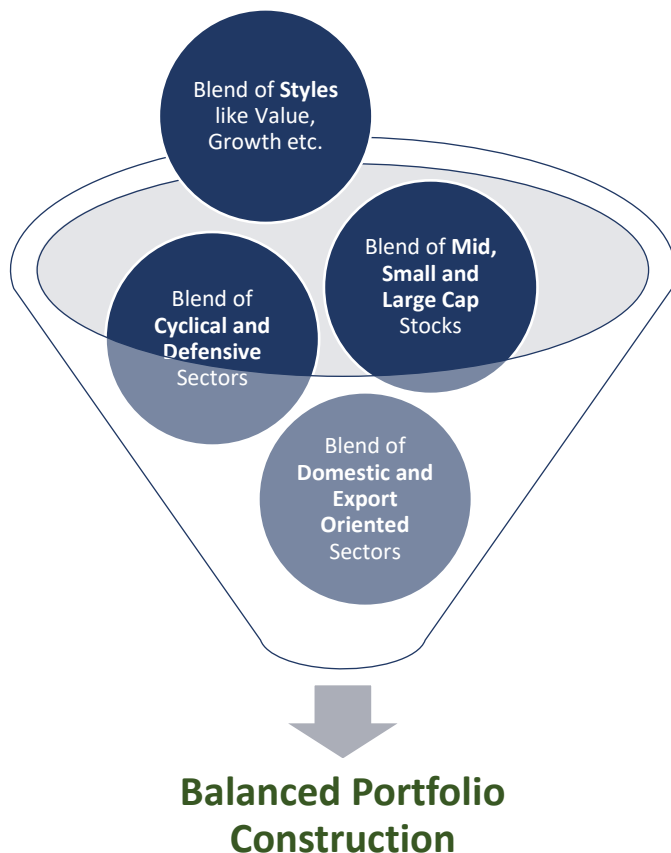 Blend of Styles
like Value,
Growth etc.
Blend of Mid,
Small and
Large Cap
Stocks
Blend of
Cyclical and
Defensive
Sectors
Blend of
Domestic and
Export
Oriented
Sectors
Balanced Portfolio
Construction